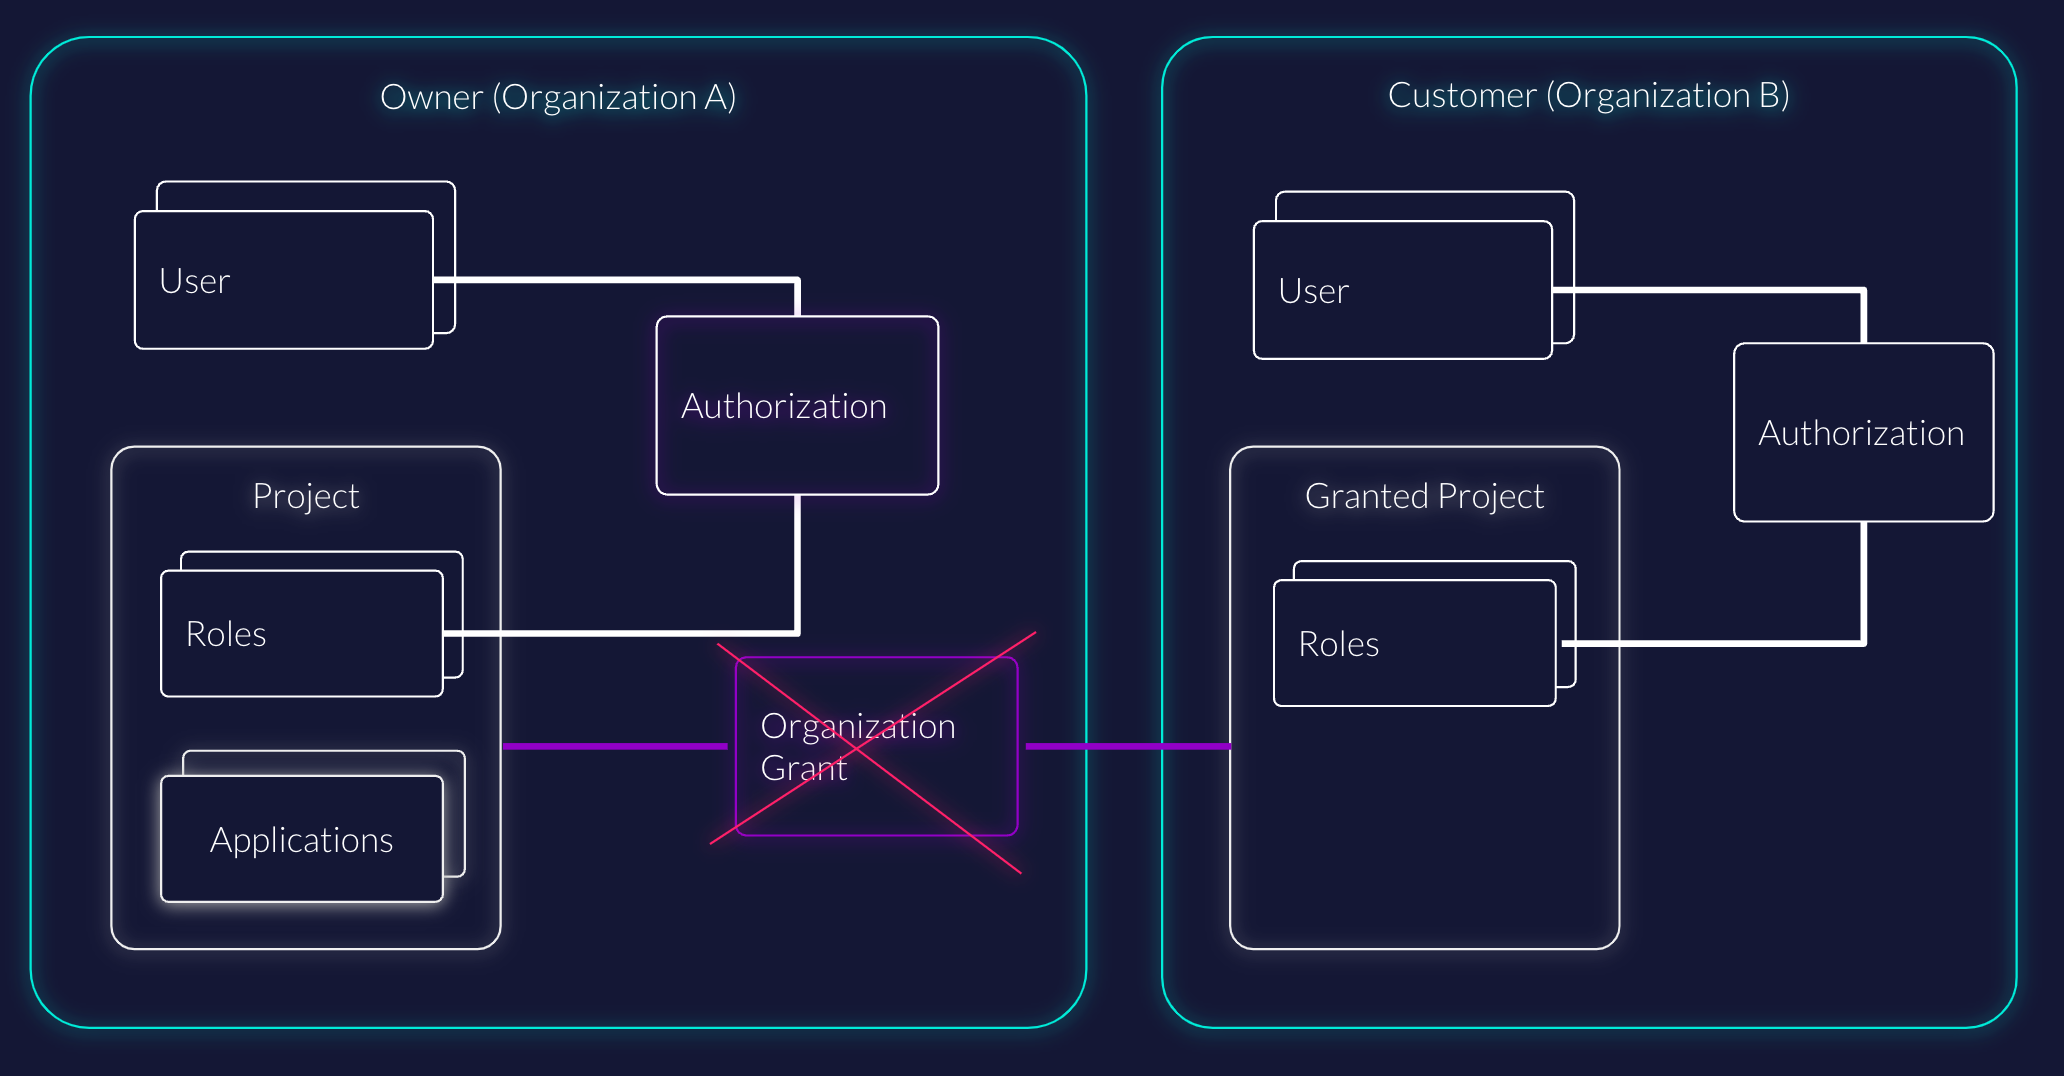 Owner (Organization A)
User
Authorization
Project
Roles
Organization
Grant
Applications
Customer (Organization B)
User
Authorization
Granted Project
Roles